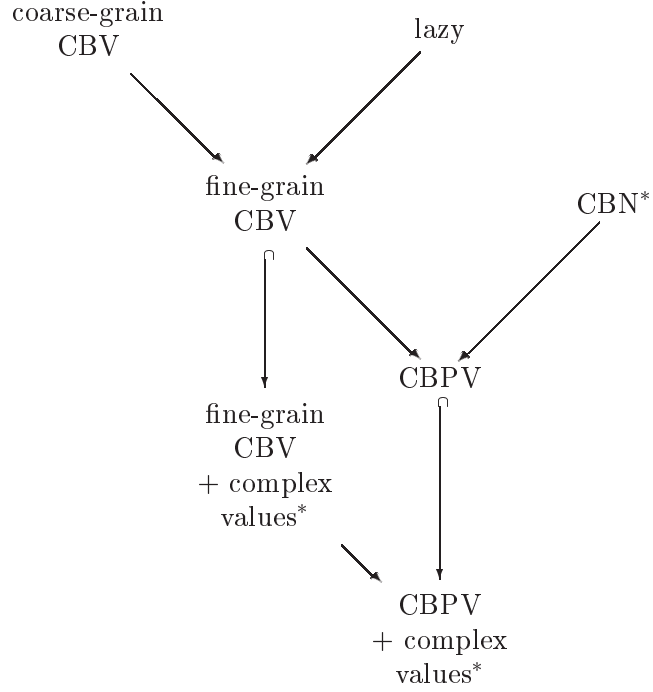 coarse-grain
CBV
lazy
fine-grain
CBV
CBN*
CBPV
fine-grain
CBV
+ complex
values*
CBPV
+ complex
values*